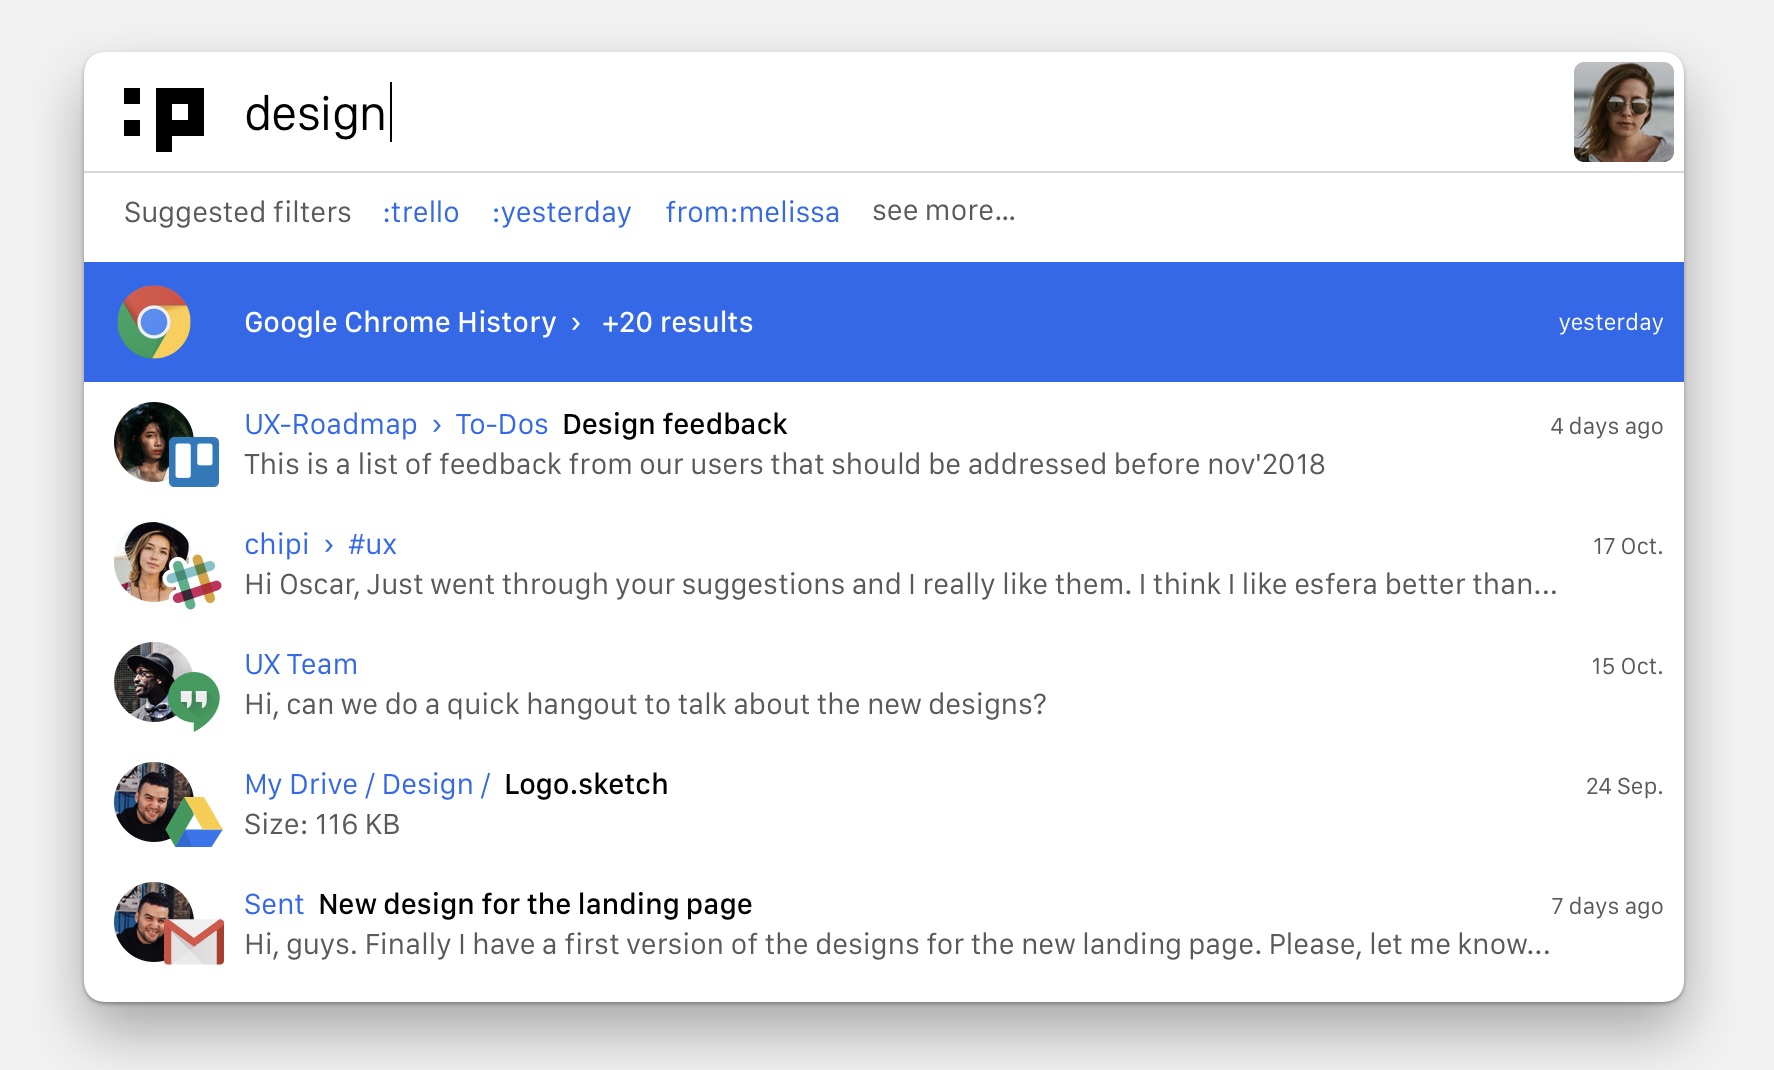 :p design
Suggested filters :trello :yesterday from:melissa see more...
Google Chrome History › +20 results yesterday
UX-Roadmap › To-Dos Design feedback 4 days ago
This is a list of feedback from our users that should be addressed before nov'2018
chipi › #ux 17 Oct.
Hi Oscar, Just went through your suggestions and I really like them. I think I like esfera better than...
UX Team 15 Oct.
Hi, can we do a quick hangout to talk about the new designs?
My Drive / Design / Logo.sketch 24 Sep.
Size: 116 KB
Sent New design for the landing page 7 days ago
Hi, guys. Finally I have a first version of the designs for the new landing page. Please, let me know...